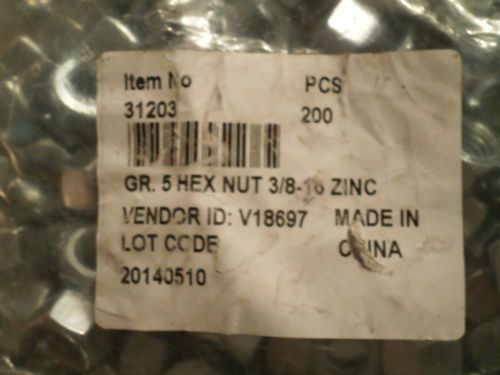 Item No
PCS
31203
200
GR. 5 HEX NUT 3/8-16 ZINC
VENDOR ID: V18697
MADE IN
LOT CODE
CHINA
20140510